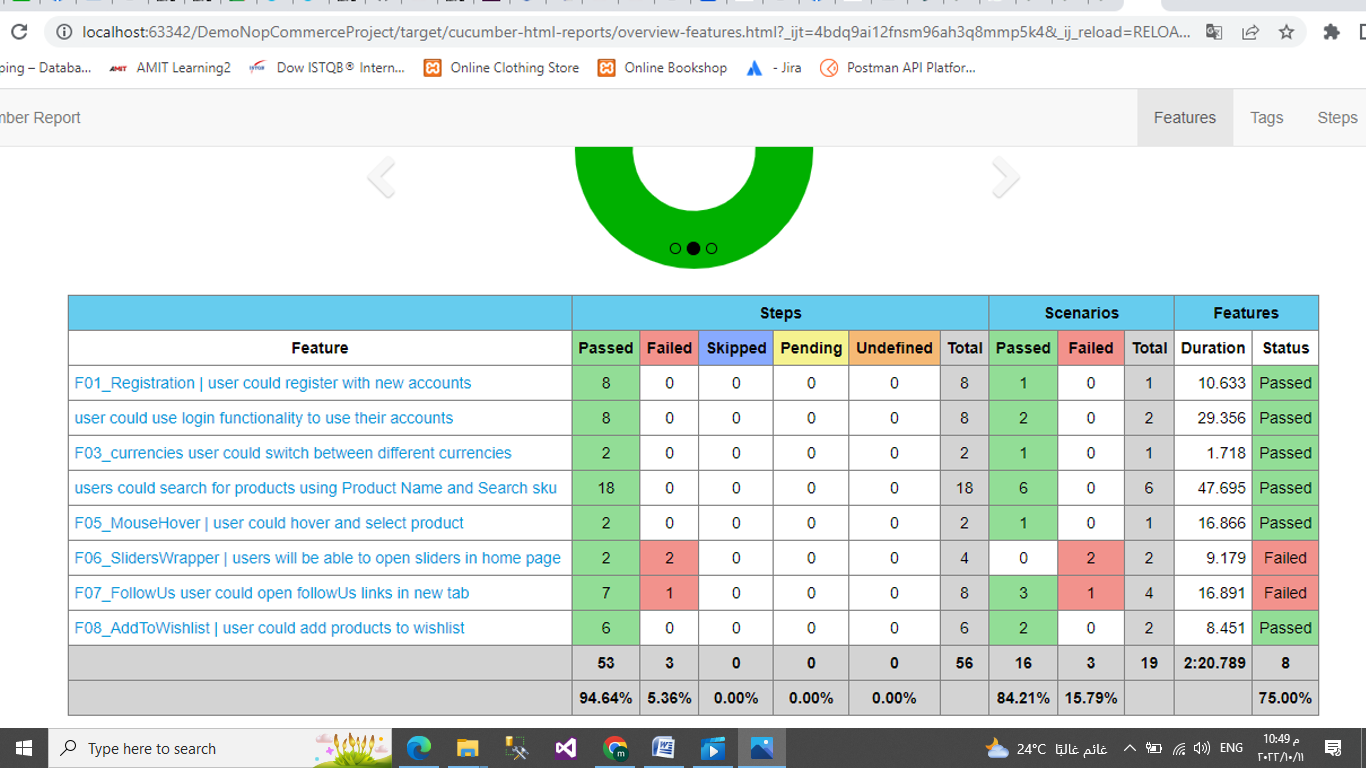 localhost:63342/DemoNopCommerceProject/target/cucumber-html-reports/overview-features.html?_ijt=4bdq9ai12fnsm96ah3q8mmp5k4&_ij_reload=RELOA...
ping – Databa... AMIT AMIT Learning2 Dow ISTQB® Intern... Online Clothing Store Online Bookshop - Jira Postman API Platfor...
mber Report Features Tags Steps
Steps Scenarios Features
Feature Passed Failed Skipped Pending Undefined Total Passed Failed Total Duration Status
F01_Registration | user could register with new accounts 8 0 0 0 0 8 1 0 1 10.633 Passed
user could use login functionality to use their accounts 8 0 0 0 0 8 2 0 2 29.356 Passed
F03_currencies user could switch between different currencies 2 0 0 0 0 2 1 0 1 1.718 Passed
users could search for products using Product Name and Search sku 18 0 0 0 0 18 6 0 6 47.695 Passed
F05_MouseHover | user could hover and select product 2 0 0 0 0 2 1 0 1 16.866 Passed
F06_SlidersWrapper | users will be able to open sliders in home page 2 2 0 0 0 4 0 2 2 9.179 Failed
F07_FollowUs user could open followUs links in new tab 7 1 0 0 0 8 3 1 4 16.891 Failed
F08_AddToWishlist | user could add products to wishlist 6 0 0 0 0 6 2 0 2 8.451 Passed
53 3 0 0 0 56 16 3 19 2:20.789 8
94.64% 5.36% 0.00% 0.00% 0.00% 84.21% 15.79% 75.00%
Type here to search 24°C غائم غالبًا ENG 10:49 م
٢٠٢٢/١٠/١١